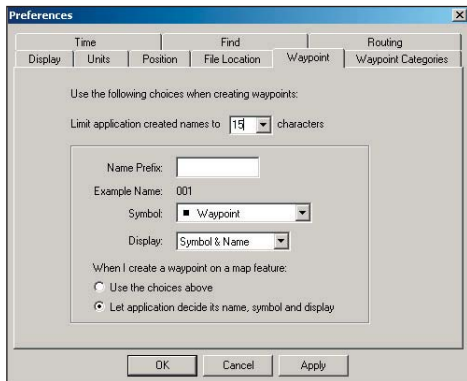 Preferences
Time Find Routing
Display Units Position File Location Waypoint Waypoint Categories
Use the following choices when creating waypoints:
Limit application created names to 15 characters
Name Prefix:
Example Name: 001
Symbol: Waypoint
Display: Symbol & Name
When I create a waypoint on a map feature:
Use the choices above
Let application decide its name, symbol and display
OK Cancel Apply